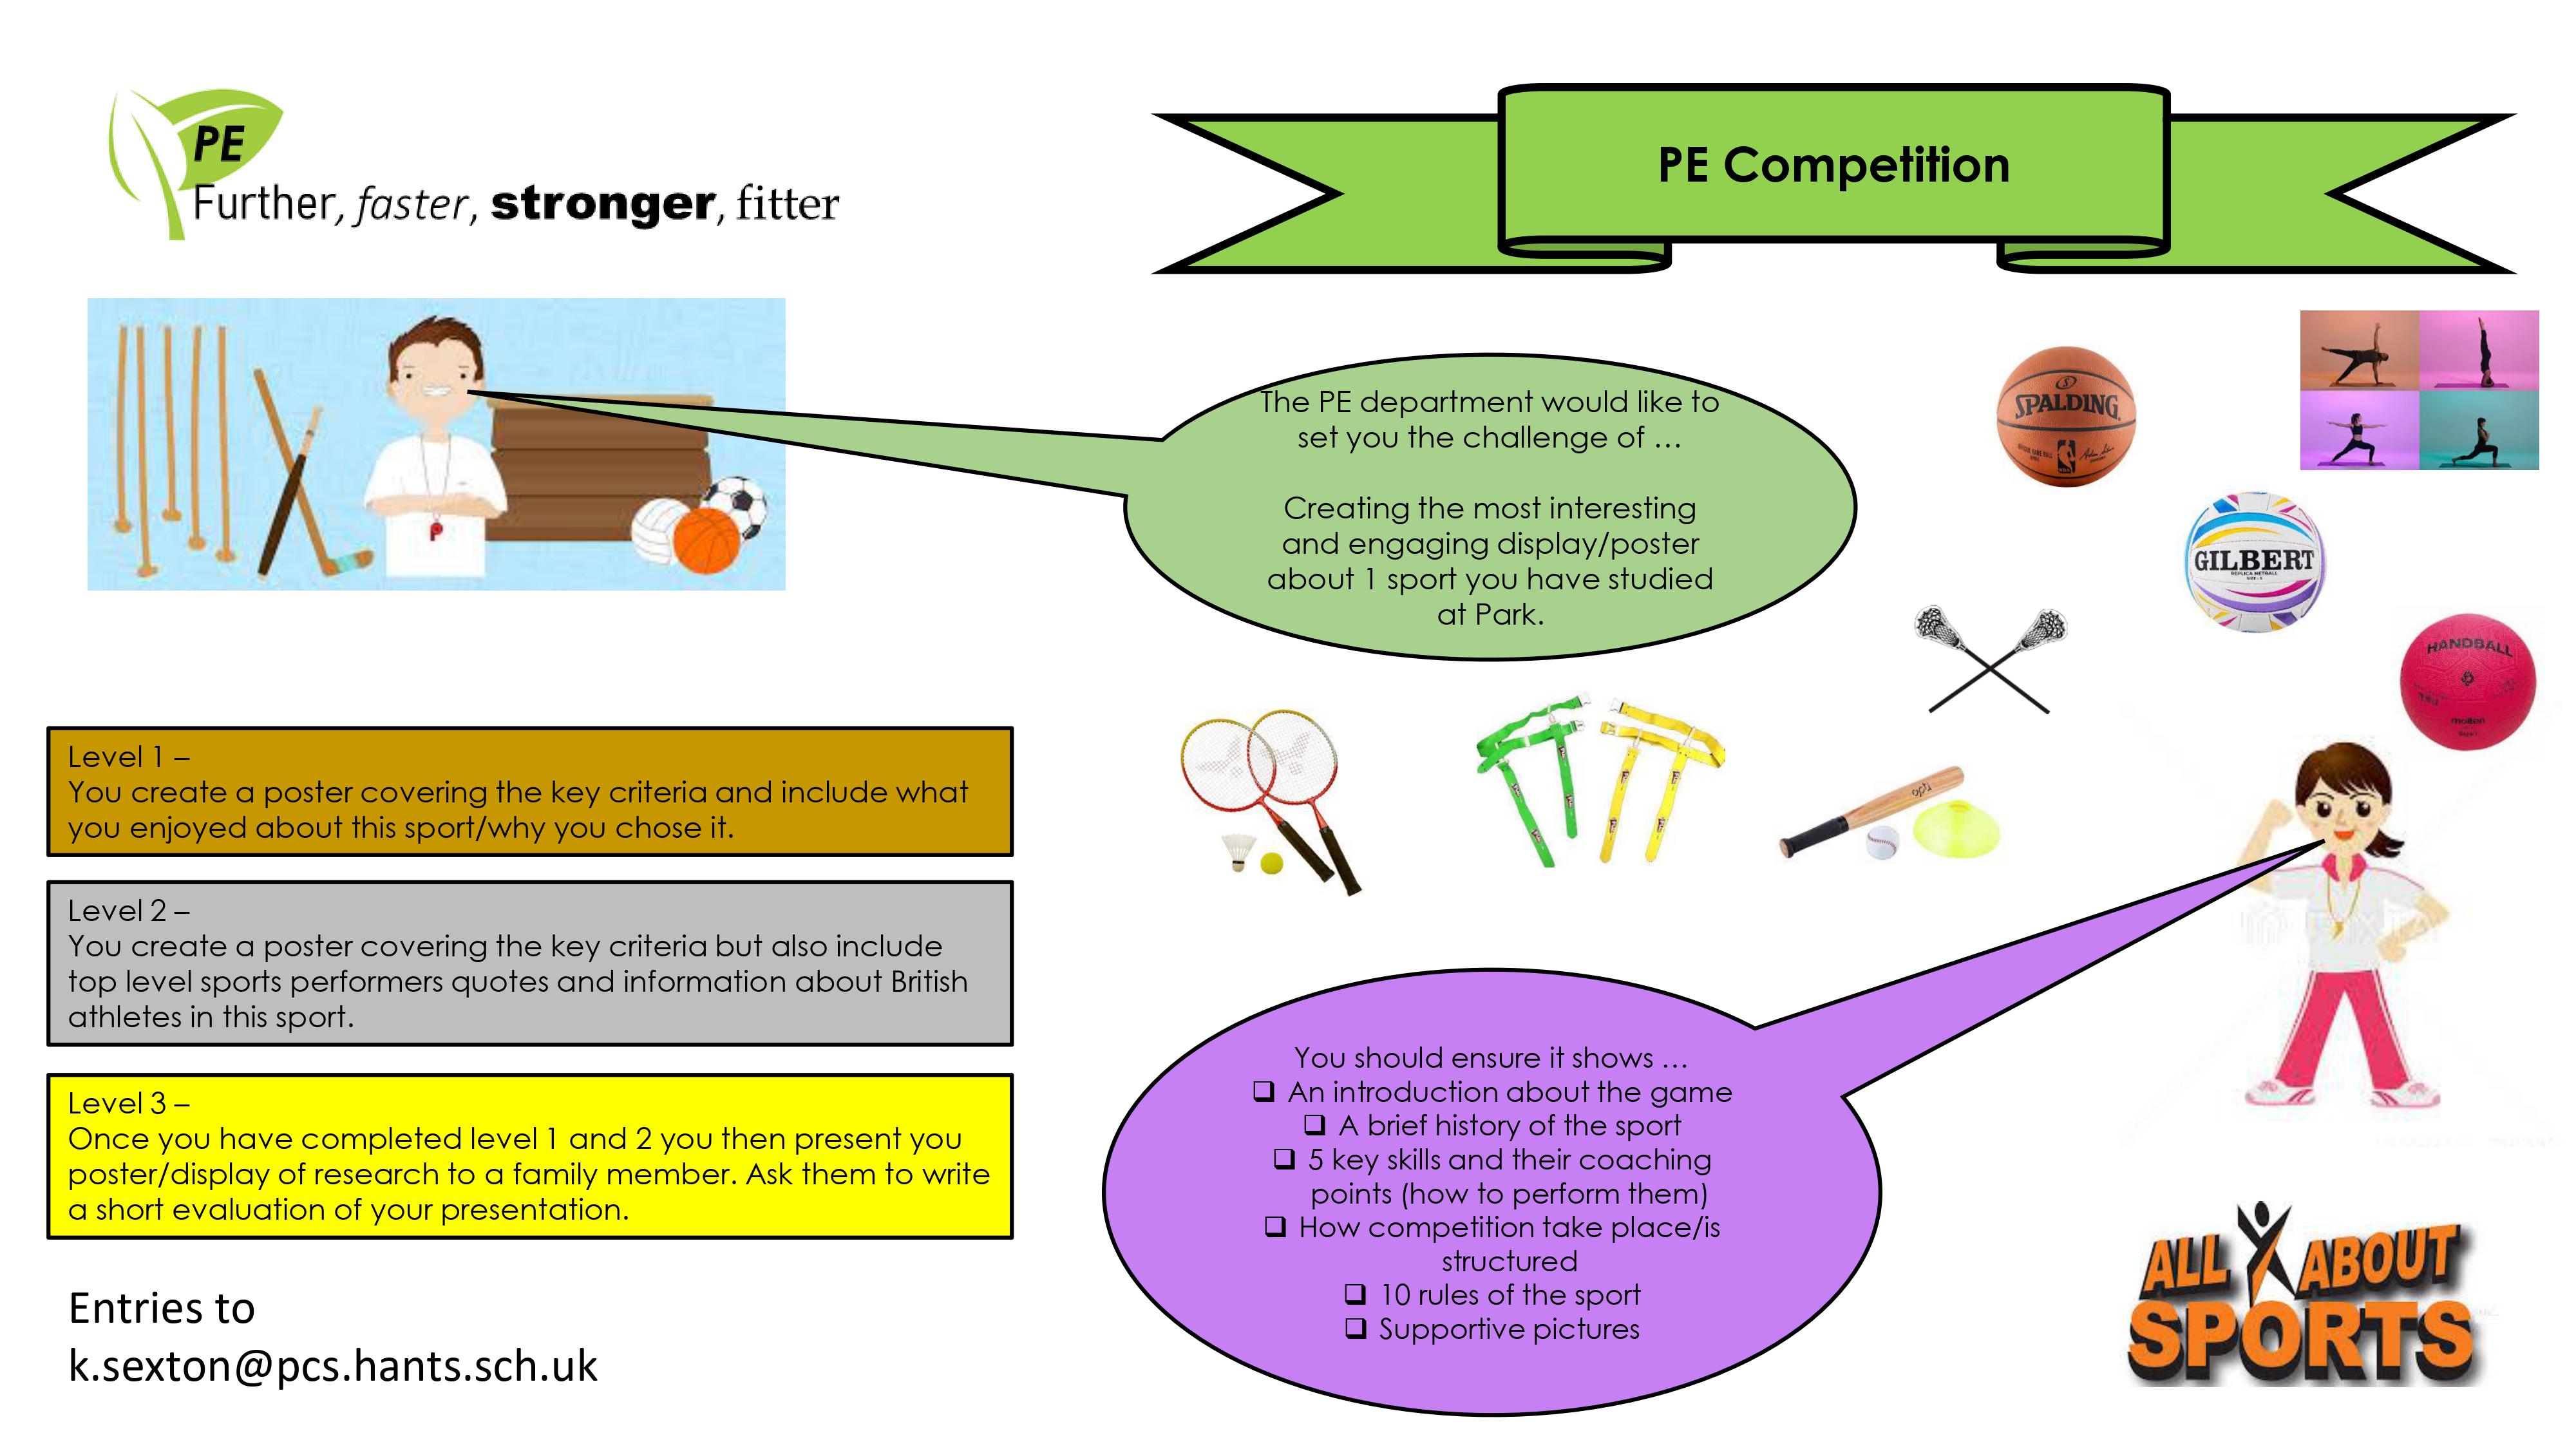 PE
Further, faster, stronger, fitter
PE Competition
The PE department would like to
set you the challenge of …
Creating the most interesting
and engaging display/poster
about 1 sport you have studied
at Park.
SPALDING
GILBERT
REPLICA NETBALL
HANDBALL
molten
Level 1 –
You create a poster covering the key criteria and include what
you enjoyed about this sport/why you chose it.
Level 2 –
You create a poster covering the key criteria but also include
top level sports performers quotes and information about British
athletes in this sport.
Level 3 –
Once you have completed level 1 and 2 you then present you
poster/display of research to a family member. Ask them to write
a short evaluation of your presentation.
Entries to
k.sexton@pcs.hants.sch.uk
opti
You should ensure it shows …
❑ An introduction about the game
❑ A brief history of the sport
❑ 5 key skills and their coaching
points (how to perform them)
❑ How competition take place/is
structured
❑ 10 rules of the sport
❑ Supportive pictures
ALL ABOUT
SPORTS